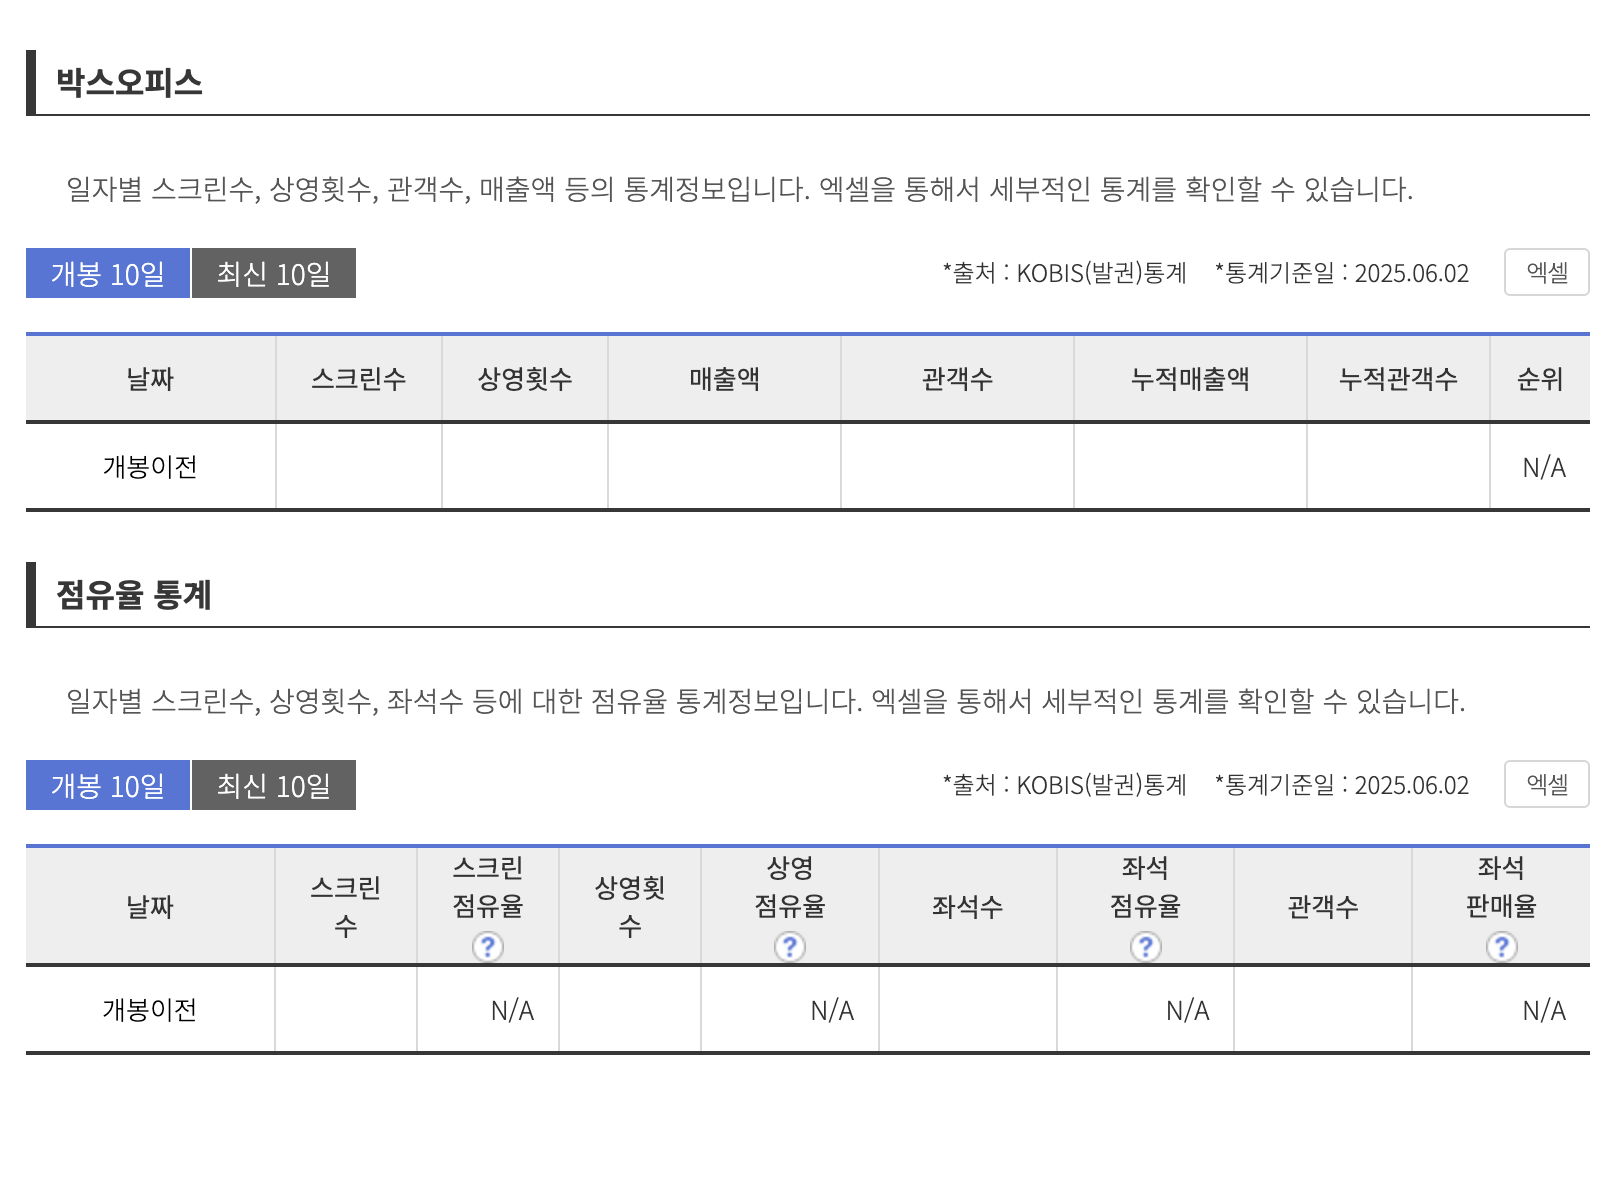 박스오피스
일자별 스크린수, 상영횟수, 관객수, 매출액 등의 통계정보입니다. 엑셀을 통해서 세부적인 통계를 확인할 수 있습니다.
개봉 10일 최신 10일 *출처 : KOBIS(발권)통계 *통계기준일 : 2025.06.02 엑셀
날짜 스크린수 상영횟수 매출액 관객수 누적매출액 누적관객수 순위
개봉이전 N/A
점유율 통계
일자별 스크린수, 상영횟수, 좌석수 등에 대한 점유율 통계정보입니다. 엑셀을 통해서 세부적인 통계를 확인할 수 있습니다.
개봉 10일 최신 10일 *출처 : KOBIS(발권)통계 *통계기준일 : 2025.06.02 엑셀
날짜
스크린
수
스크린
점유율
?
상영횟
수
상영
점유율
?
좌석수
좌석
점유율
?
관객수
좌석
판매율
?
개봉이전 N/A N/A N/A N/A